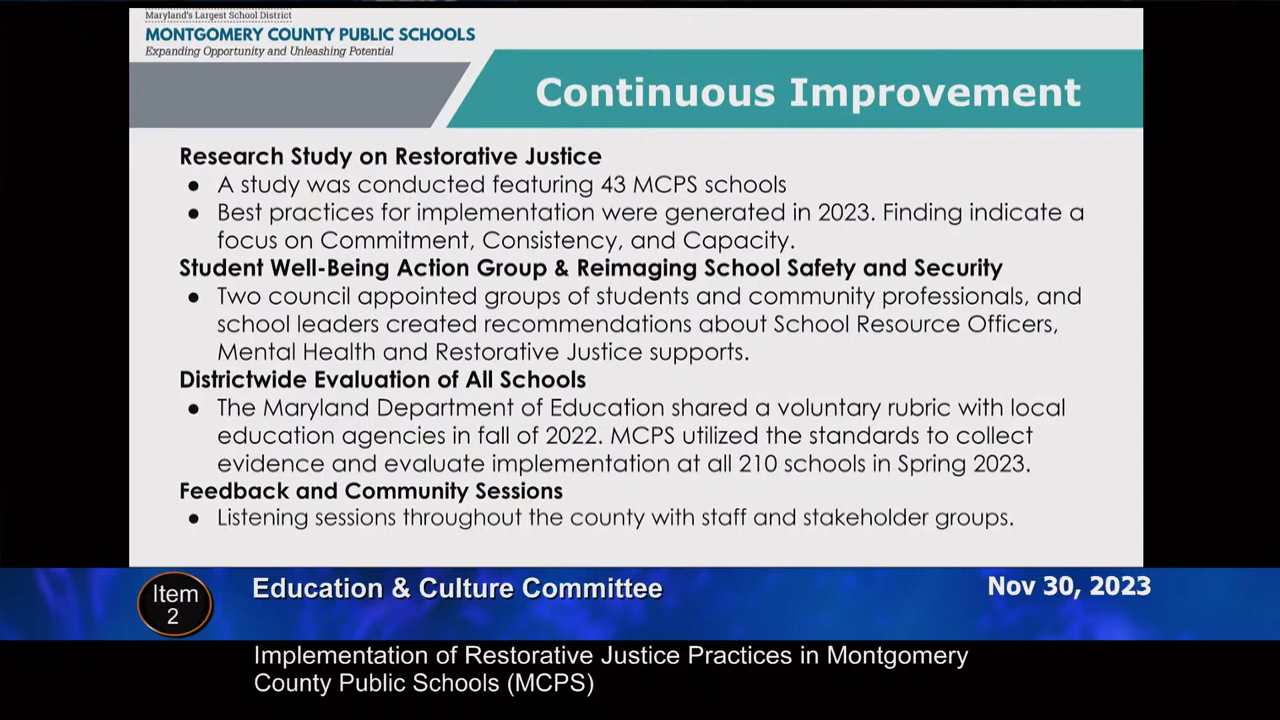 Maryland's Largest School District
MONTGOMERY COUNTY PUBLIC SCHOOLS
Expanding Opportunity and Unleashing Potential
Continuous Improvement
Research Study on Restorative Justice
● A study was conducted featuring 43 MCPS schools
● Best practices for implementation were generated in 2023. Finding indicate a
focus on Commitment, Consistency, and Capacity.
Student Well-Being Action Group & Reimaging School Safety and Security
● Two council appointed groups of students and community professionals, and
school leaders created recommendations about School Resource Officers,
Mental Health and Restorative Justice supports.
Districtwide Evaluation of All Schools
● The Maryland Department of Education shared a voluntary rubric with local
education agencies in fall of 2022. MCPS utilized the standards to collect
evidence and evaluate implementation at all 210 schools in Spring 2023.
Feedback and Community Sessions
● Listening sessions throughout the county with staff and stakeholder groups.
Item
2
Education & Culture Committee
Nov 30, 2023
Implementation of Restorative Justice Practices in Montgomery
County Public Schools (MCPS)